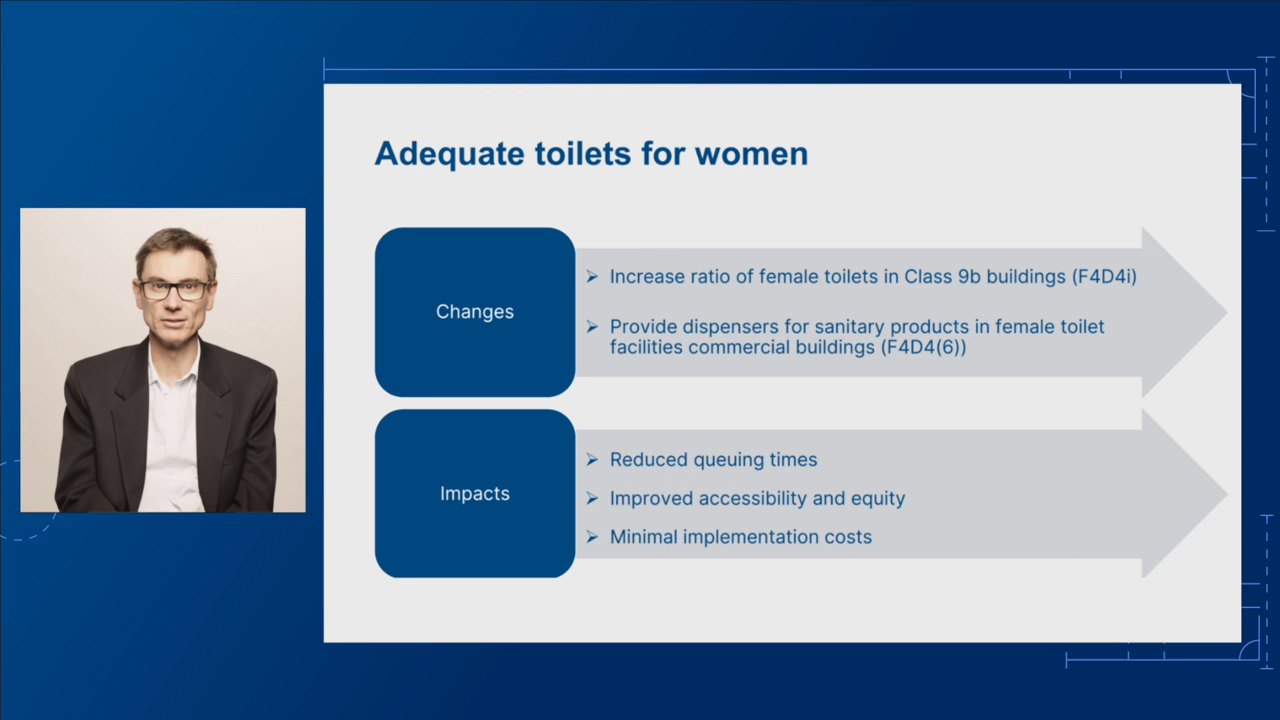 Adequate toilets for women
Changes
Increase ratio of female toilets in Class 9b buildings (F4D4i)
Provide dispensers for sanitary products in female toilet
facilities commercial buildings (F4D4(6))
Impacts
Reduced queuing times
Improved accessibility and equity
Minimal implementation costs